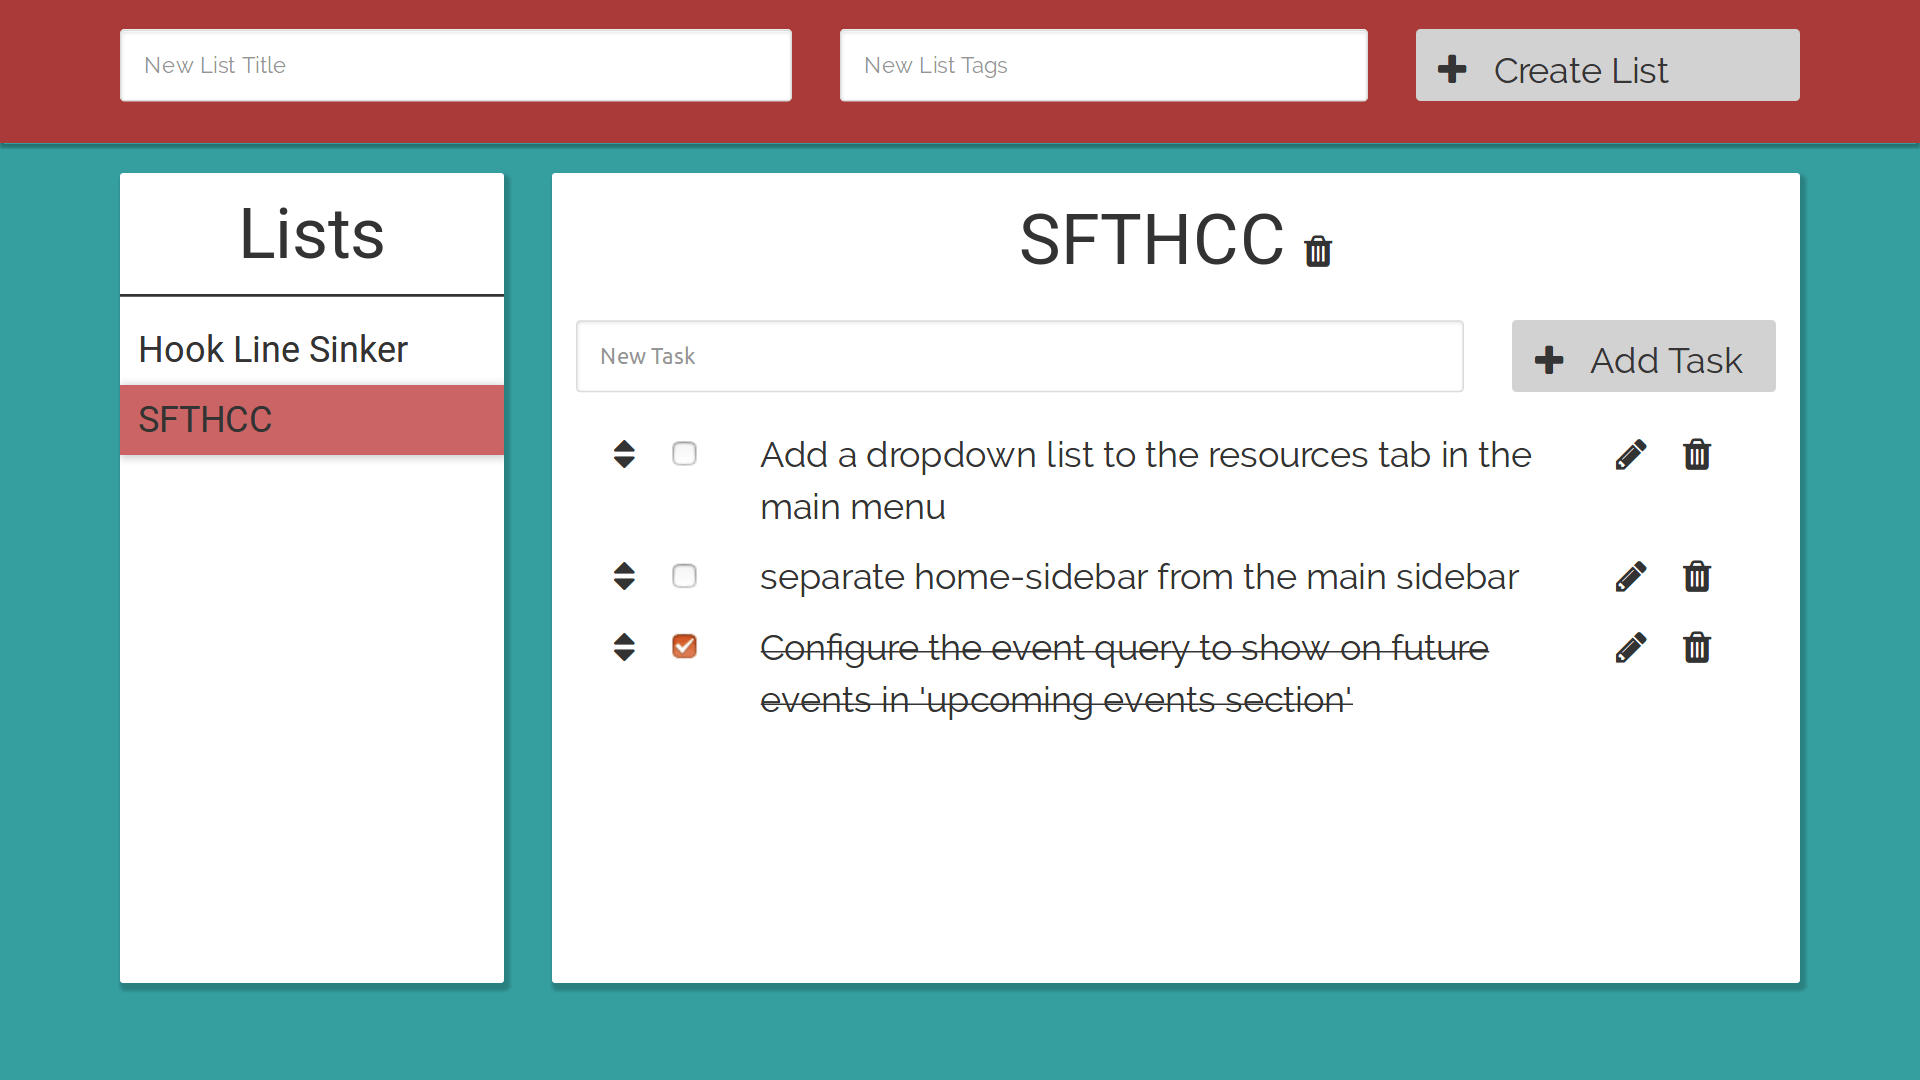 New List Title
New List Tags
Create List
Lists
Hook Line Sinker
SFTHCC
SFTHCC
New Task
Add Task
Add a dropdown list to the resources tab in the
main menu
separate home-sidebar from the main sidebar
Configure the event query to show on future
events in 'upcoming events section'